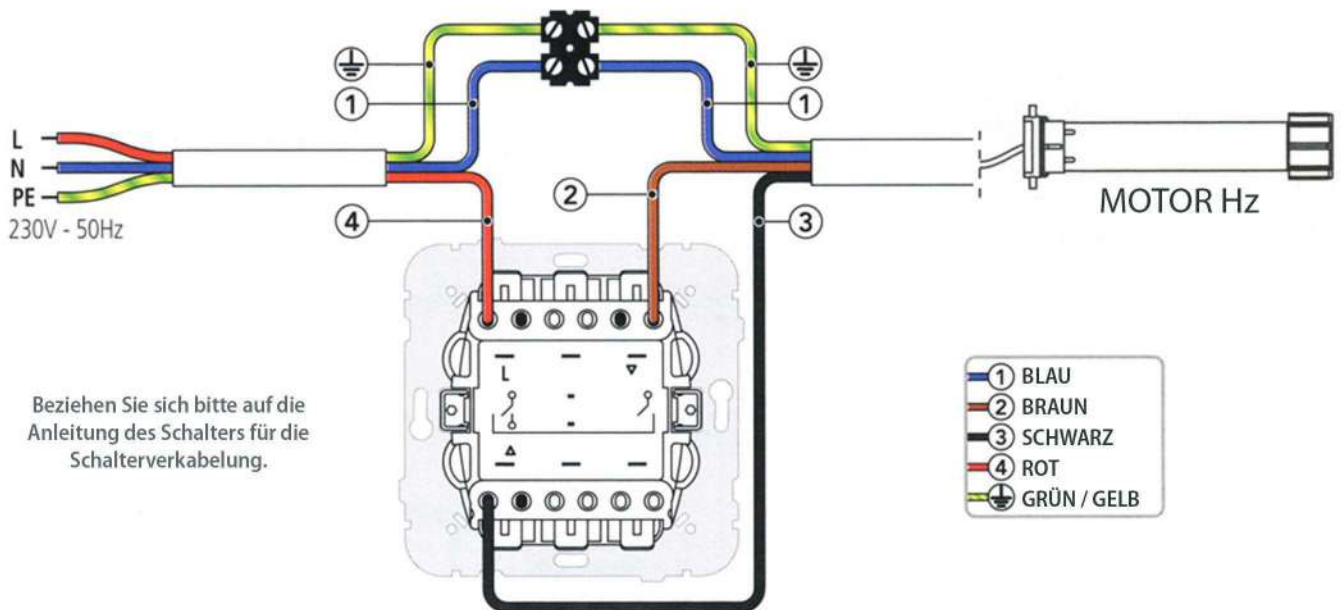 1
1
L
N
PE
230V - 50Hz
2
4
3
MOTOR Hz
L
Beziehen Sie sich bitte auf die
Anleitung des Schalters für die
Schalterverkabelung.
1 BLAU
2 BRAUN
3 SCHWARZ
4 ROT
GRÜN / GELB